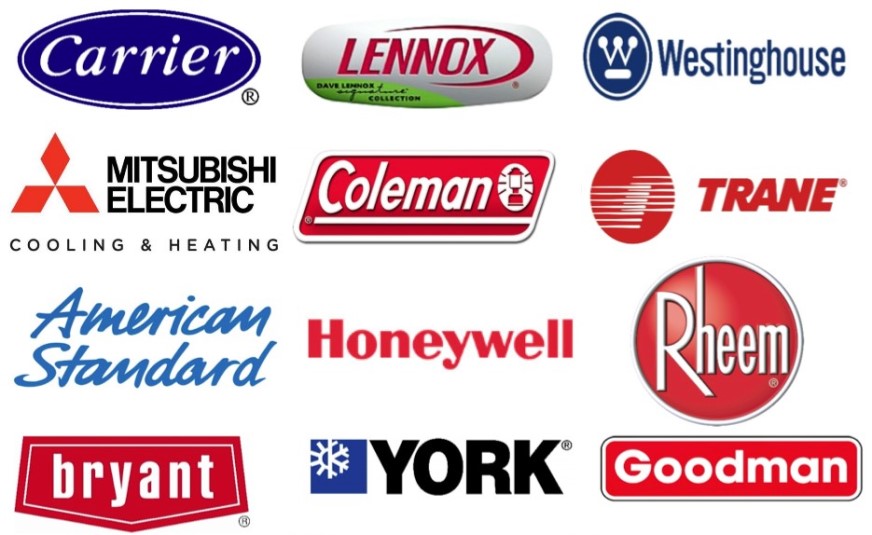 Carrier
®
LENNOX
DAVE LENNOX
signature
COLLECTION
®
Westinghouse
MITSUBISHI
ELECTRIC
COOLING & HEATING
Coleman
®
TRANE®
American
Standard
Honeywell
Rheem
®
bryant
®
YORK®
Goodman